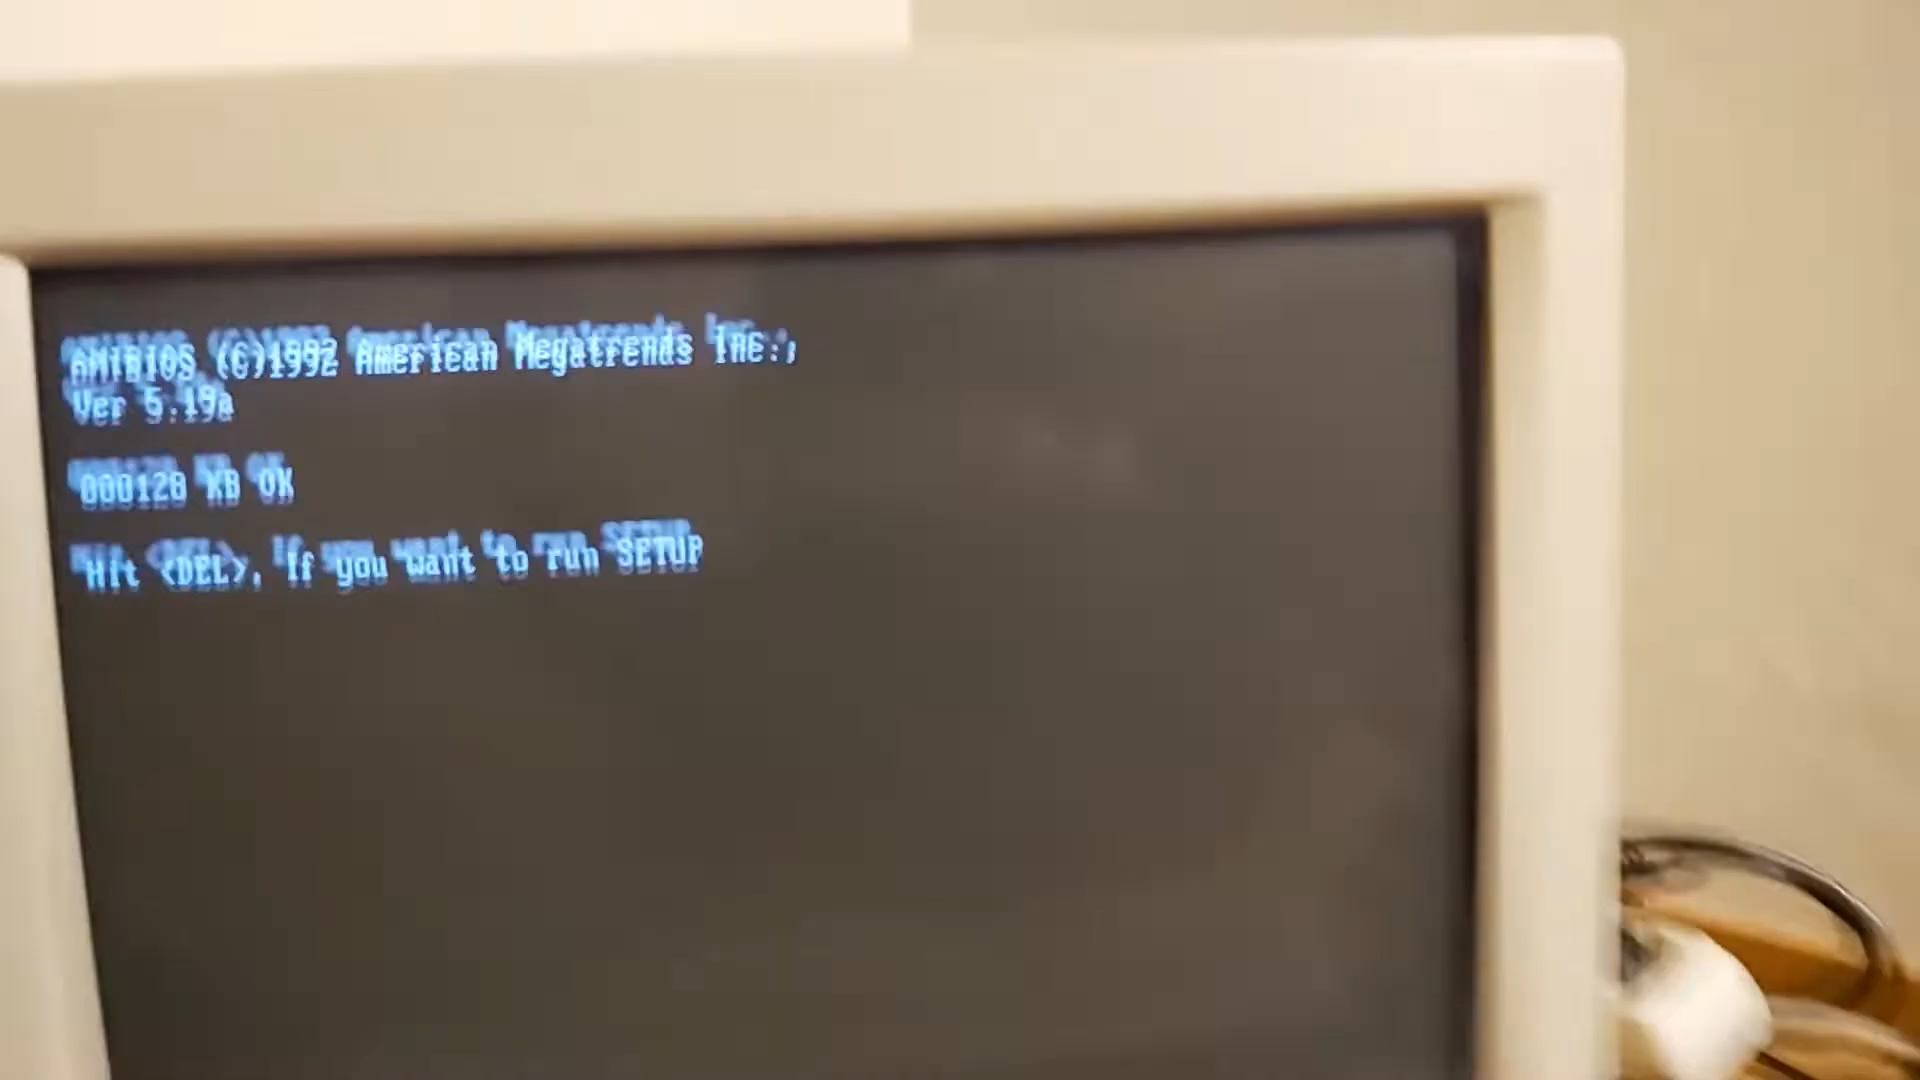 AMIBIOS (C)1992 American Megatrends Inc.,
Ver 5.19a
000128 KB OK
Hit <DEL>, If you want to run SETUP